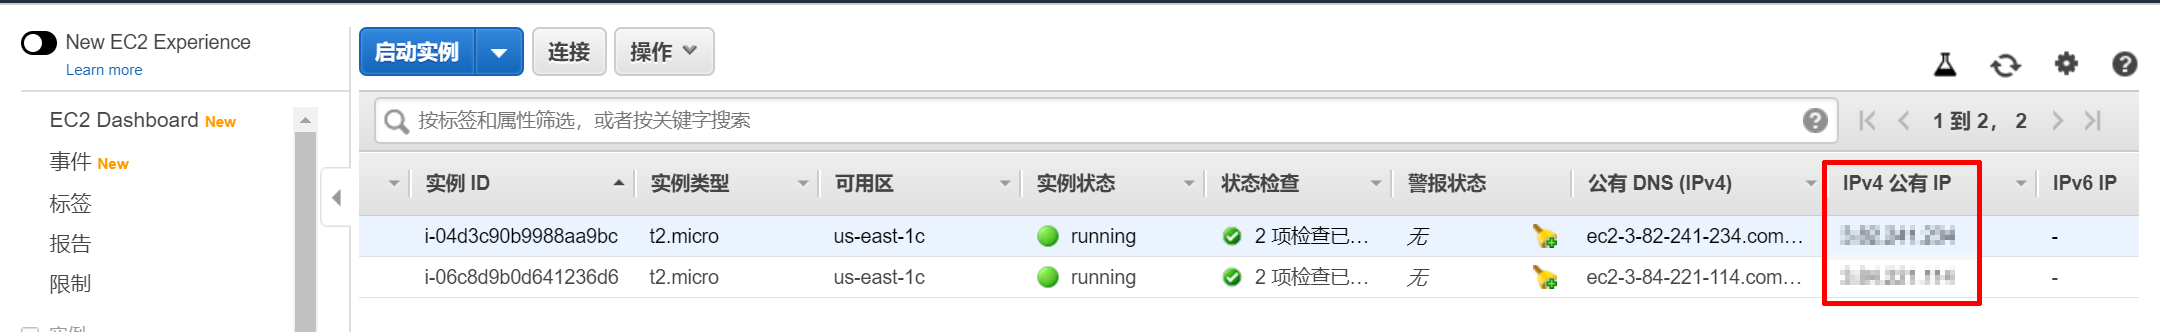 New EC2 Experience
Learn more
启动实例 连接 操作
EC2 Dashboard New
事件 New
标签
报告
限制
实例
按标签和属性筛选，或者按关键字搜索
1 到 2， 2
实例 ID 实例类型 可用区 实例状态 状态检查 警报状态 公有 DNS (IPv4) IPv4 公有 IP IPv6 IP
i-04d3c90b9988aa9bc t2.micro us-east-1c running 2 项检查已... 无 ec2-3-82-241-234.com... -
i-06c8d9b0d641236d6 t2.micro us-east-1c running 2 项检查已... 无 ec2-3-84-221-114.com... -